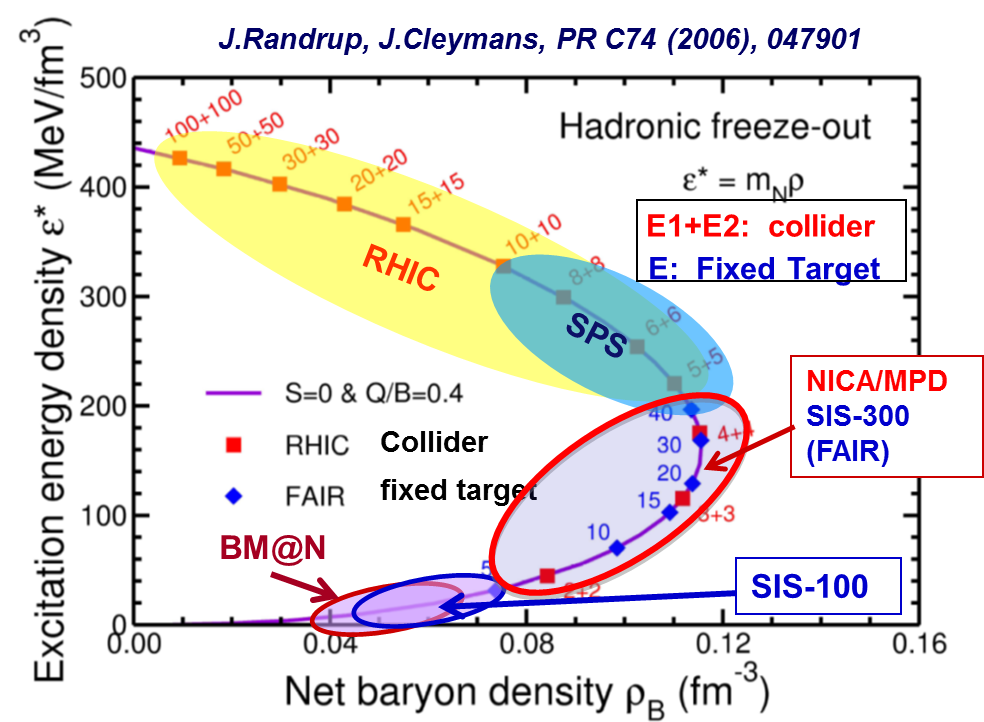 J.Randrup, J.Cleymans, PR C74 (2006), 047901
Excitation energy density ε* (MeV/fm³)
500
400
300
200
100
0
Hadronic freeze-out
ε* = m_Nρ
E1+E2: collider
E: Fixed Target
100+100
50+50
30+30
20+20
15+15
10+10
8+8
6+6
5+5
RHIC
SPS
S=0 & Q/B=0.4
RHIC Collider
FAIR fixed target
NICA/MPD
SIS-300
(FAIR)
40
30
4+4
20
15
3+3
10
5
2+2
BM@N
SIS-100
0.00
0.04
0.08
0.12
0.16
Net baryon density ρ_B (fm⁻³)